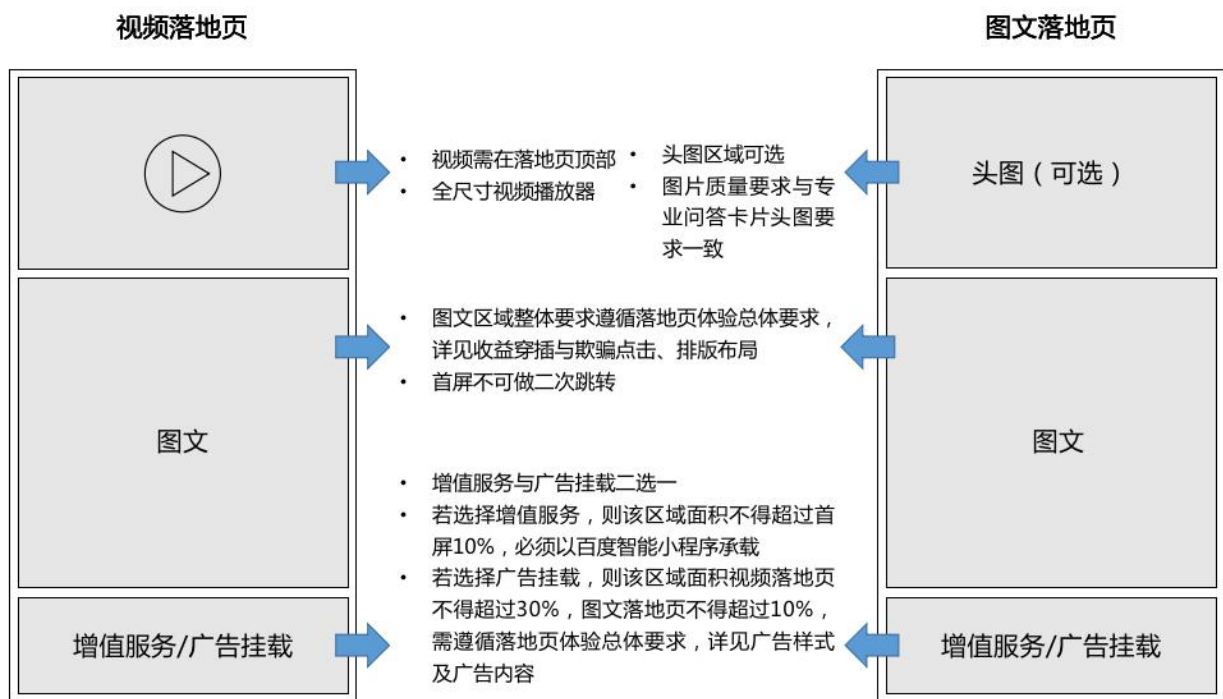 视频落地页
图文落地页
• 视频需在落地页顶部
• 全尺寸视频播放器
• 头图区域可选
• 图片质量要求与专
业问答卡片头图要
求一致
头图（可选）
• 图文区域整体要求遵循落地页体验总体要求，
详见收益穿插与欺骗点击、排版布局
• 首屏不可做二次跳转
图文
图文
• 增值服务与广告挂载二选一
• 若选择增值服务，则该区域面积不得超过首
屏10%，必须以百度智能小程序承载
• 若选择广告挂载，则该区域面积视频落地页
不得超过30%，图文落地页不得超过10%，
需遵循落地页体验总体要求，详见广告样式
及广告内容
增值服务/广告挂载
增值服务/广告挂载